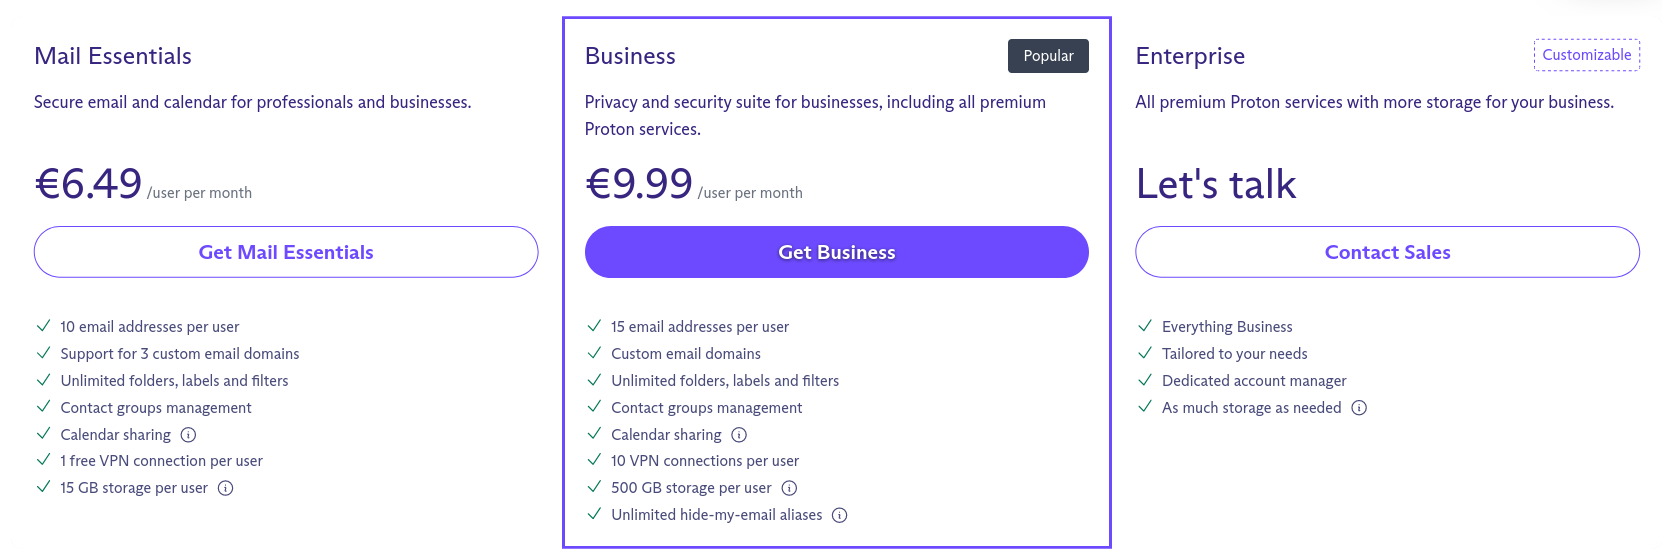 Mail Essentials
Secure email and calendar for professionals and businesses.
€6.49 /user per month
Get Mail Essentials
10 email addresses per user
Support for 3 custom email domains
Unlimited folders, labels and filters
Contact groups management
Calendar sharing
1 free VPN connection per user
15 GB storage per user
Business
Popular
Privacy and security suite for businesses, including all premium
Proton services.
€9.99 /user per month
Get Business
15 email addresses per user
Custom email domains
Unlimited folders, labels and filters
Contact groups management
Calendar sharing
10 VPN connections per user
500 GB storage per user
Unlimited hide-my-email aliases
Enterprise
Customizable
All premium Proton services with more storage for your business.
Let's talk
Contact Sales
Everything Business
Tailored to your needs
Dedicated account manager
As much storage as needed